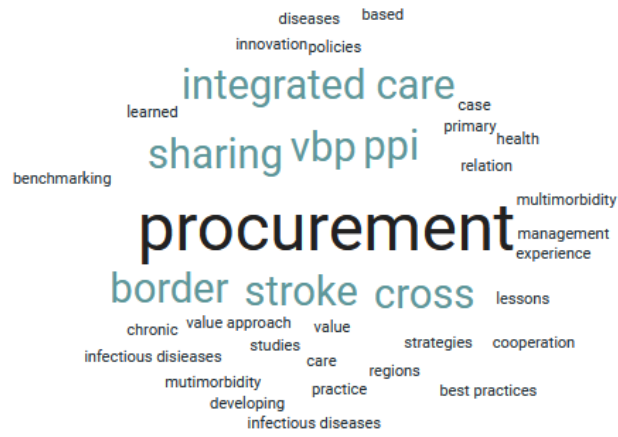 diseases based
innovation policies
integrated care
learned case
primary
sharing vbp ppi health
relation
benchmarking
multimorbidity
procurement management
experience
border stroke cross lessons
chronic value approach value
studies strategies cooperation
infectious disieases care
regions
mutimorbidity practice best practices
developing
infectious diseases